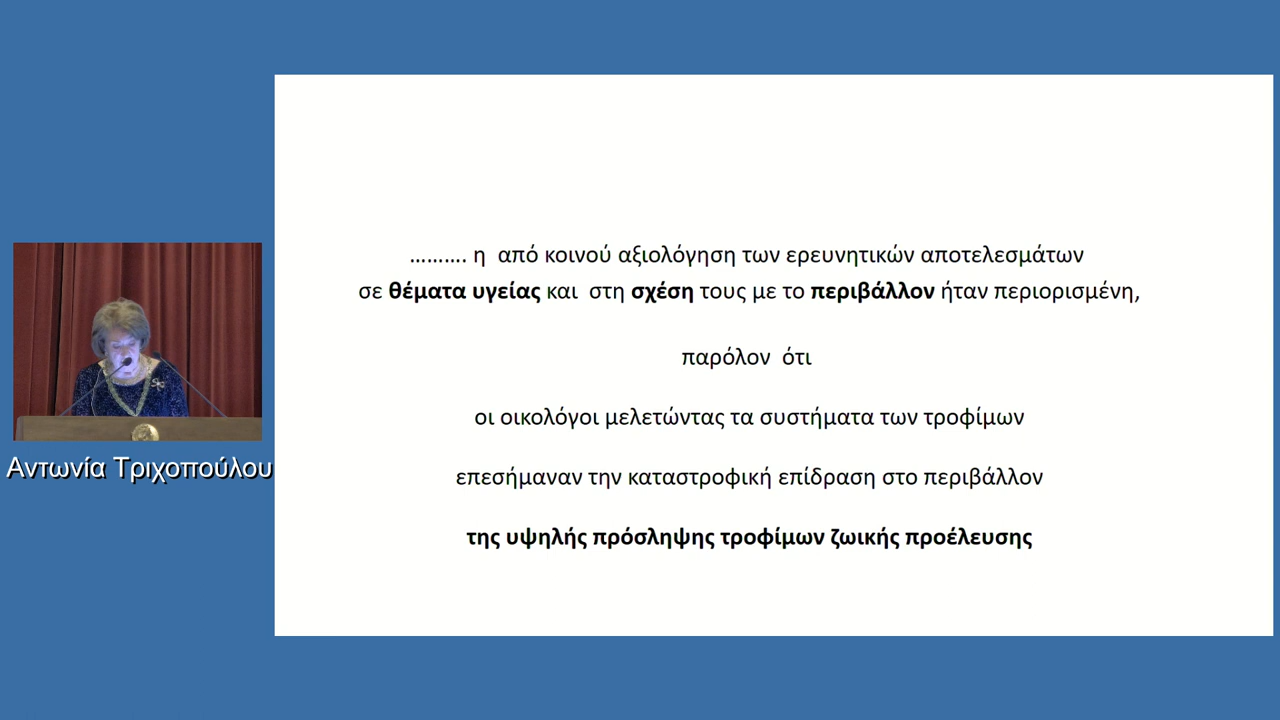 ………. η  από κοινού αξιολόγηση των ερευνητικών αποτελεσμάτων
σε θέματα υγείας και  στη σχέση τους με το περιβάλλον ήταν περιορισμένη,
παρόλον  ότι
οι οικολόγοι μελετώντας τα συστήματα των τροφίμων
επεσήμαναν την καταστροφική επίδραση στο περιβάλλον
της υψηλής πρόσληψης τροφίμων ζωικής προέλευσης
Αντωνία Τριχοπούλου